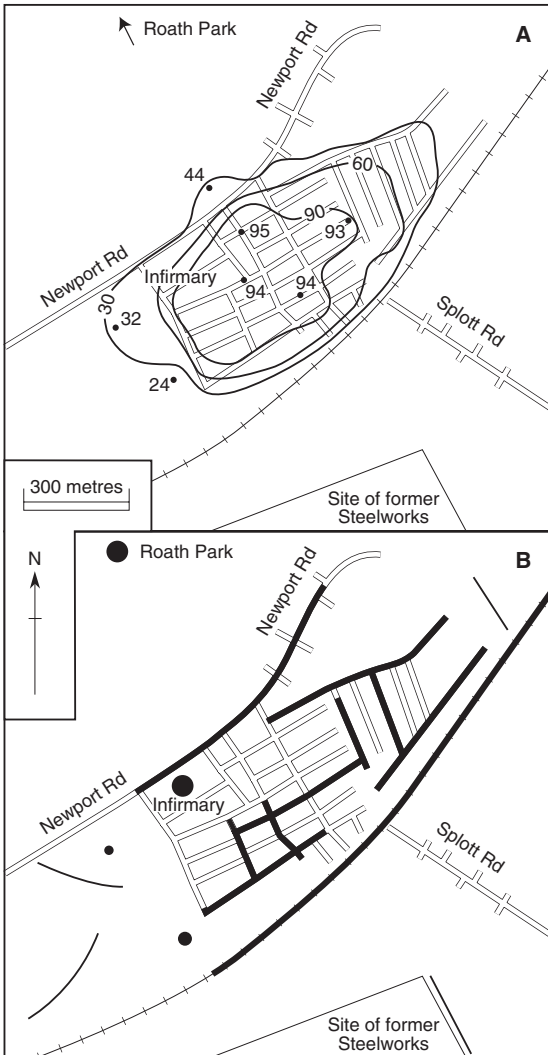 Roath Park
A
Newport Rd
60
44
90
95
93
Infirmary
Newport Rd
94
94
30
32
Splott Rd
24
300 metres
Site of former
Steelworks
Roath Park
B
N
Newport Rd
Infirmary
Newport Rd
Splott Rd
Site of former
Steelworks